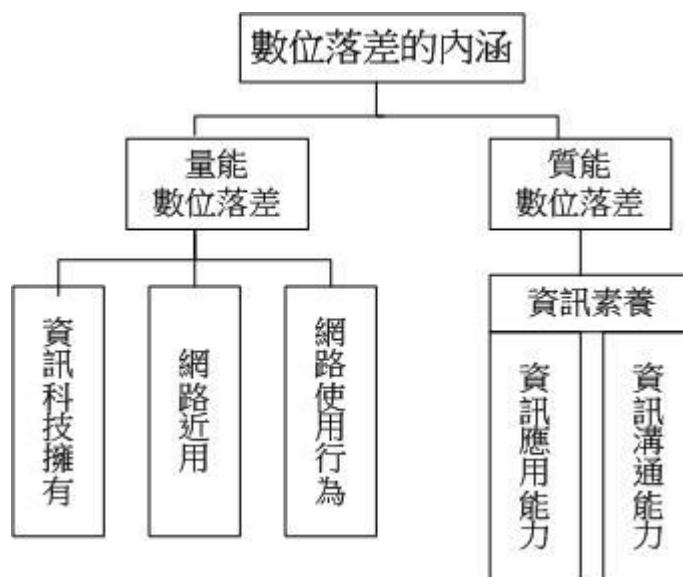 數位落差的內涵
量能
數位落差
質能
數位落差
資訊科技擁有
網路近用
網路使用行為
資訊素養
資訊應用能力
資訊溝通能力